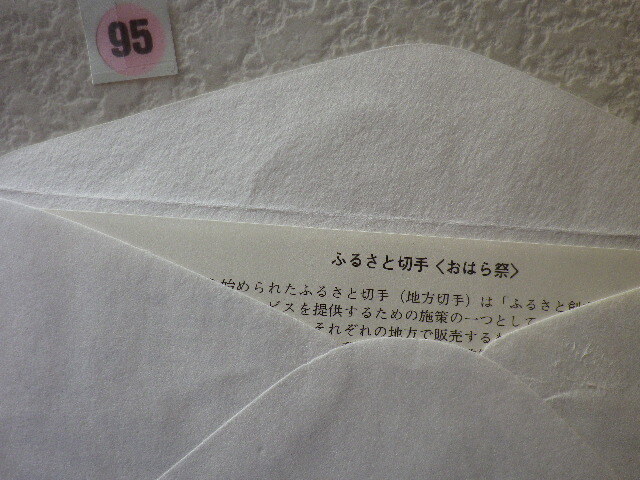 95
ふるさと切手〈おはら祭〉
始められたふるさと切手（地方切手）は「ふるさと創
ビスを提供するための施策の一つとして
それぞれの地方で販売する